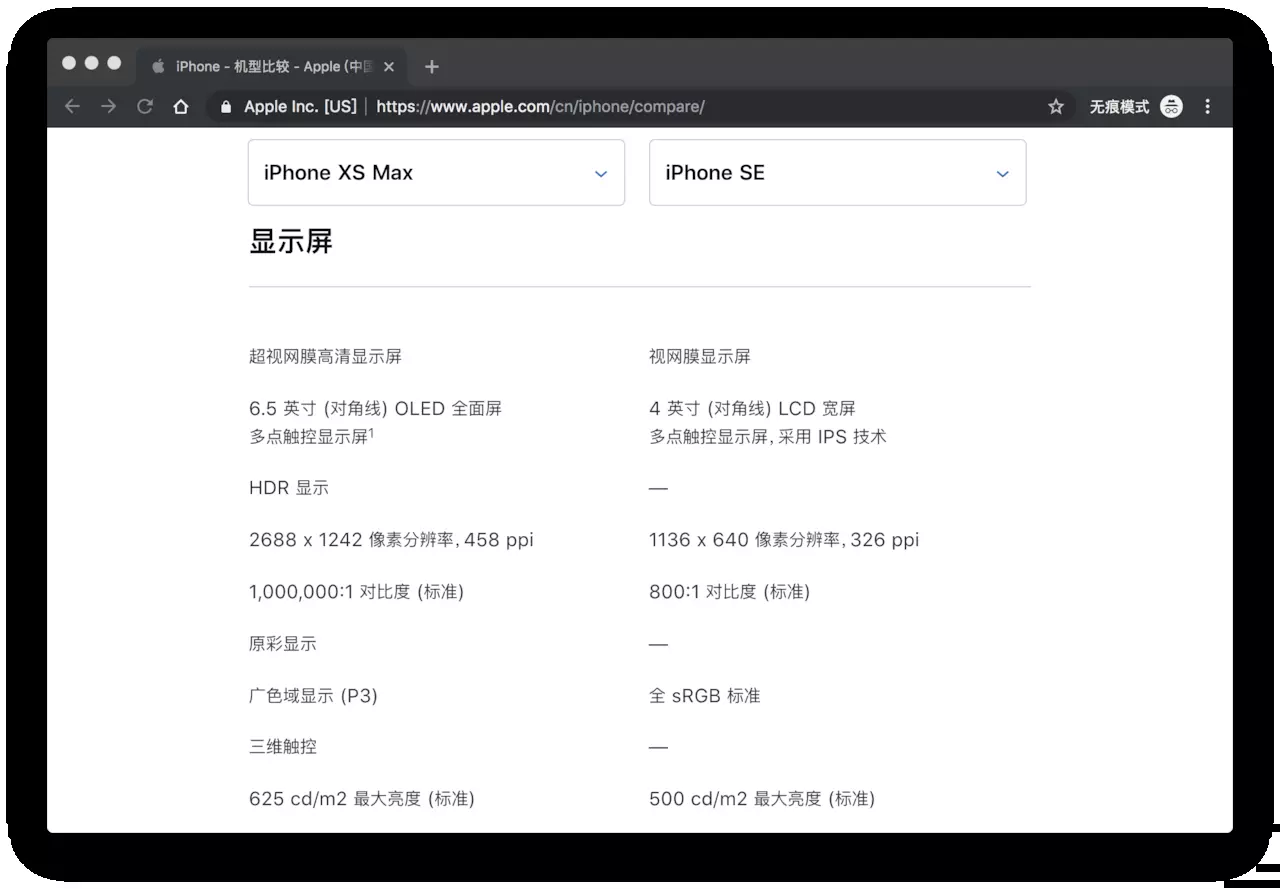 iPhone - 机型比较 - Apple (中国
Apple Inc. [US] | https://www.apple.com/cn/iphone/compare/
无痕模式
iPhone XS Max
iPhone SE
显示屏
超视网膜高清显示屏
视网膜显示屏
6.5 英寸 (对角线) OLED 全面屏
多点触控显示屏¹
4 英寸 (对角线) LCD 宽屏
多点触控显示屏, 采用 IPS 技术
HDR 显示
—
2688 x 1242 像素分辨率, 458 ppi
1136 x 640 像素分辨率, 326 ppi
1,000,000:1 对比度 (标准)
800:1 对比度 (标准)
原彩显示
—
广色域显示 (P3)
全 sRGB 标准
三维触控
—
625 cd/m2 最大亮度 (标准)
500 cd/m2 最大亮度 (标准)